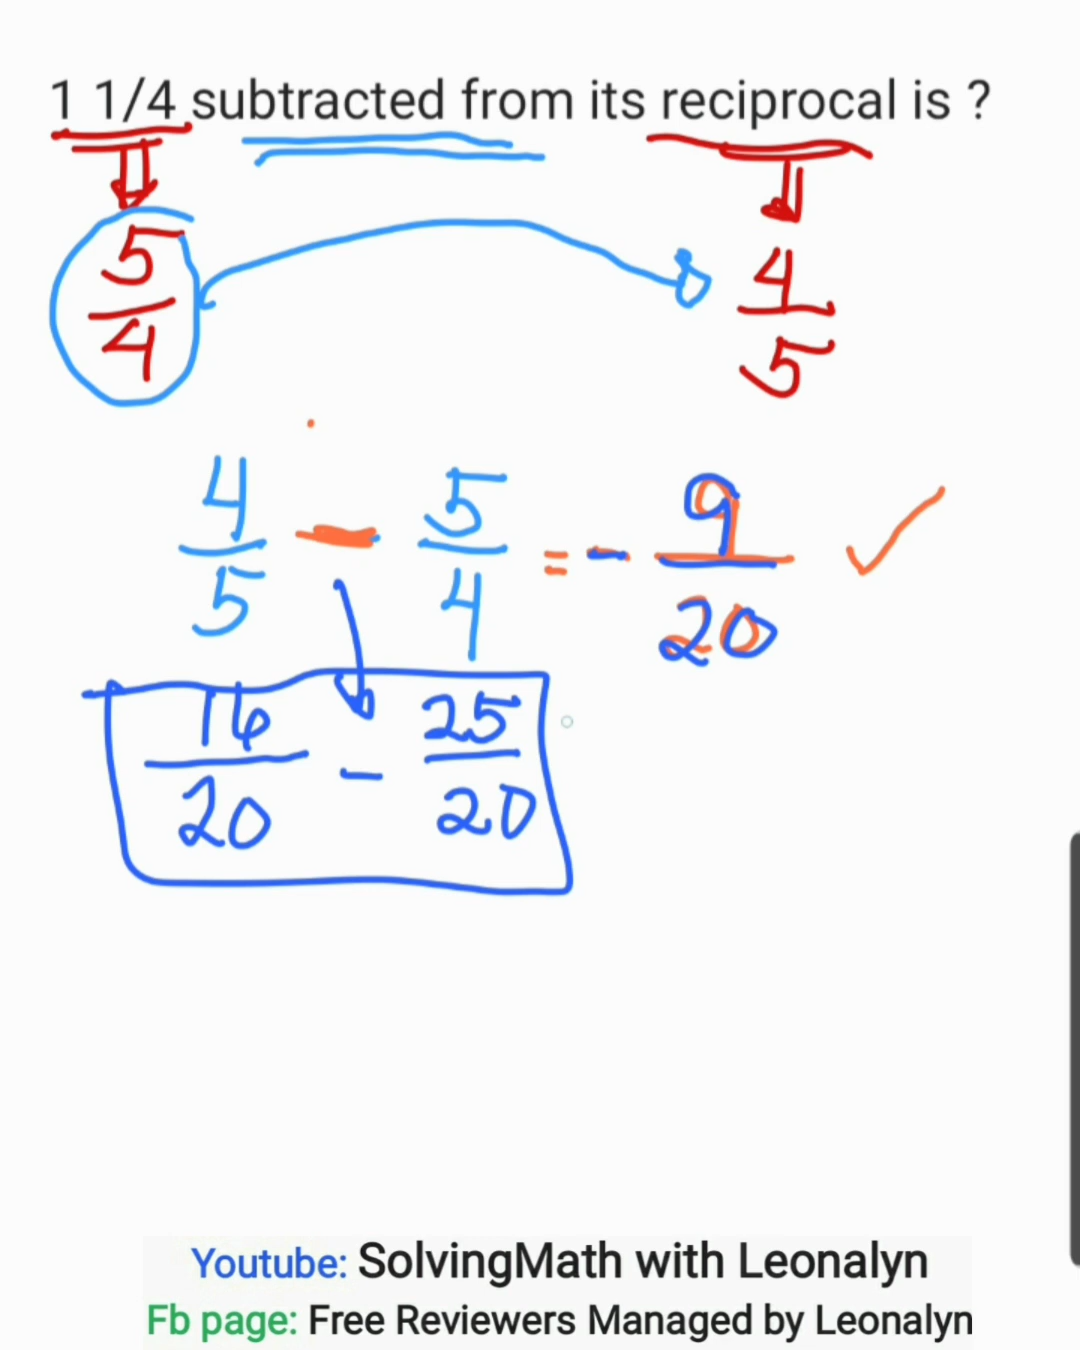 1 1/4 subtracted from its reciprocal is ?
5/4 4/5
4/5 - 5/4 = - 9/20 ✓
16/20 - 25/20
Youtube: SolvingMath with Leonalyn
Fb page: Free Reviewers Managed by Leonalyn